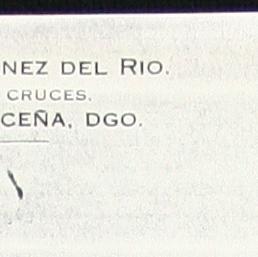 NEZ DEL RIO.
CRUCES.
CEÑA, DGO.